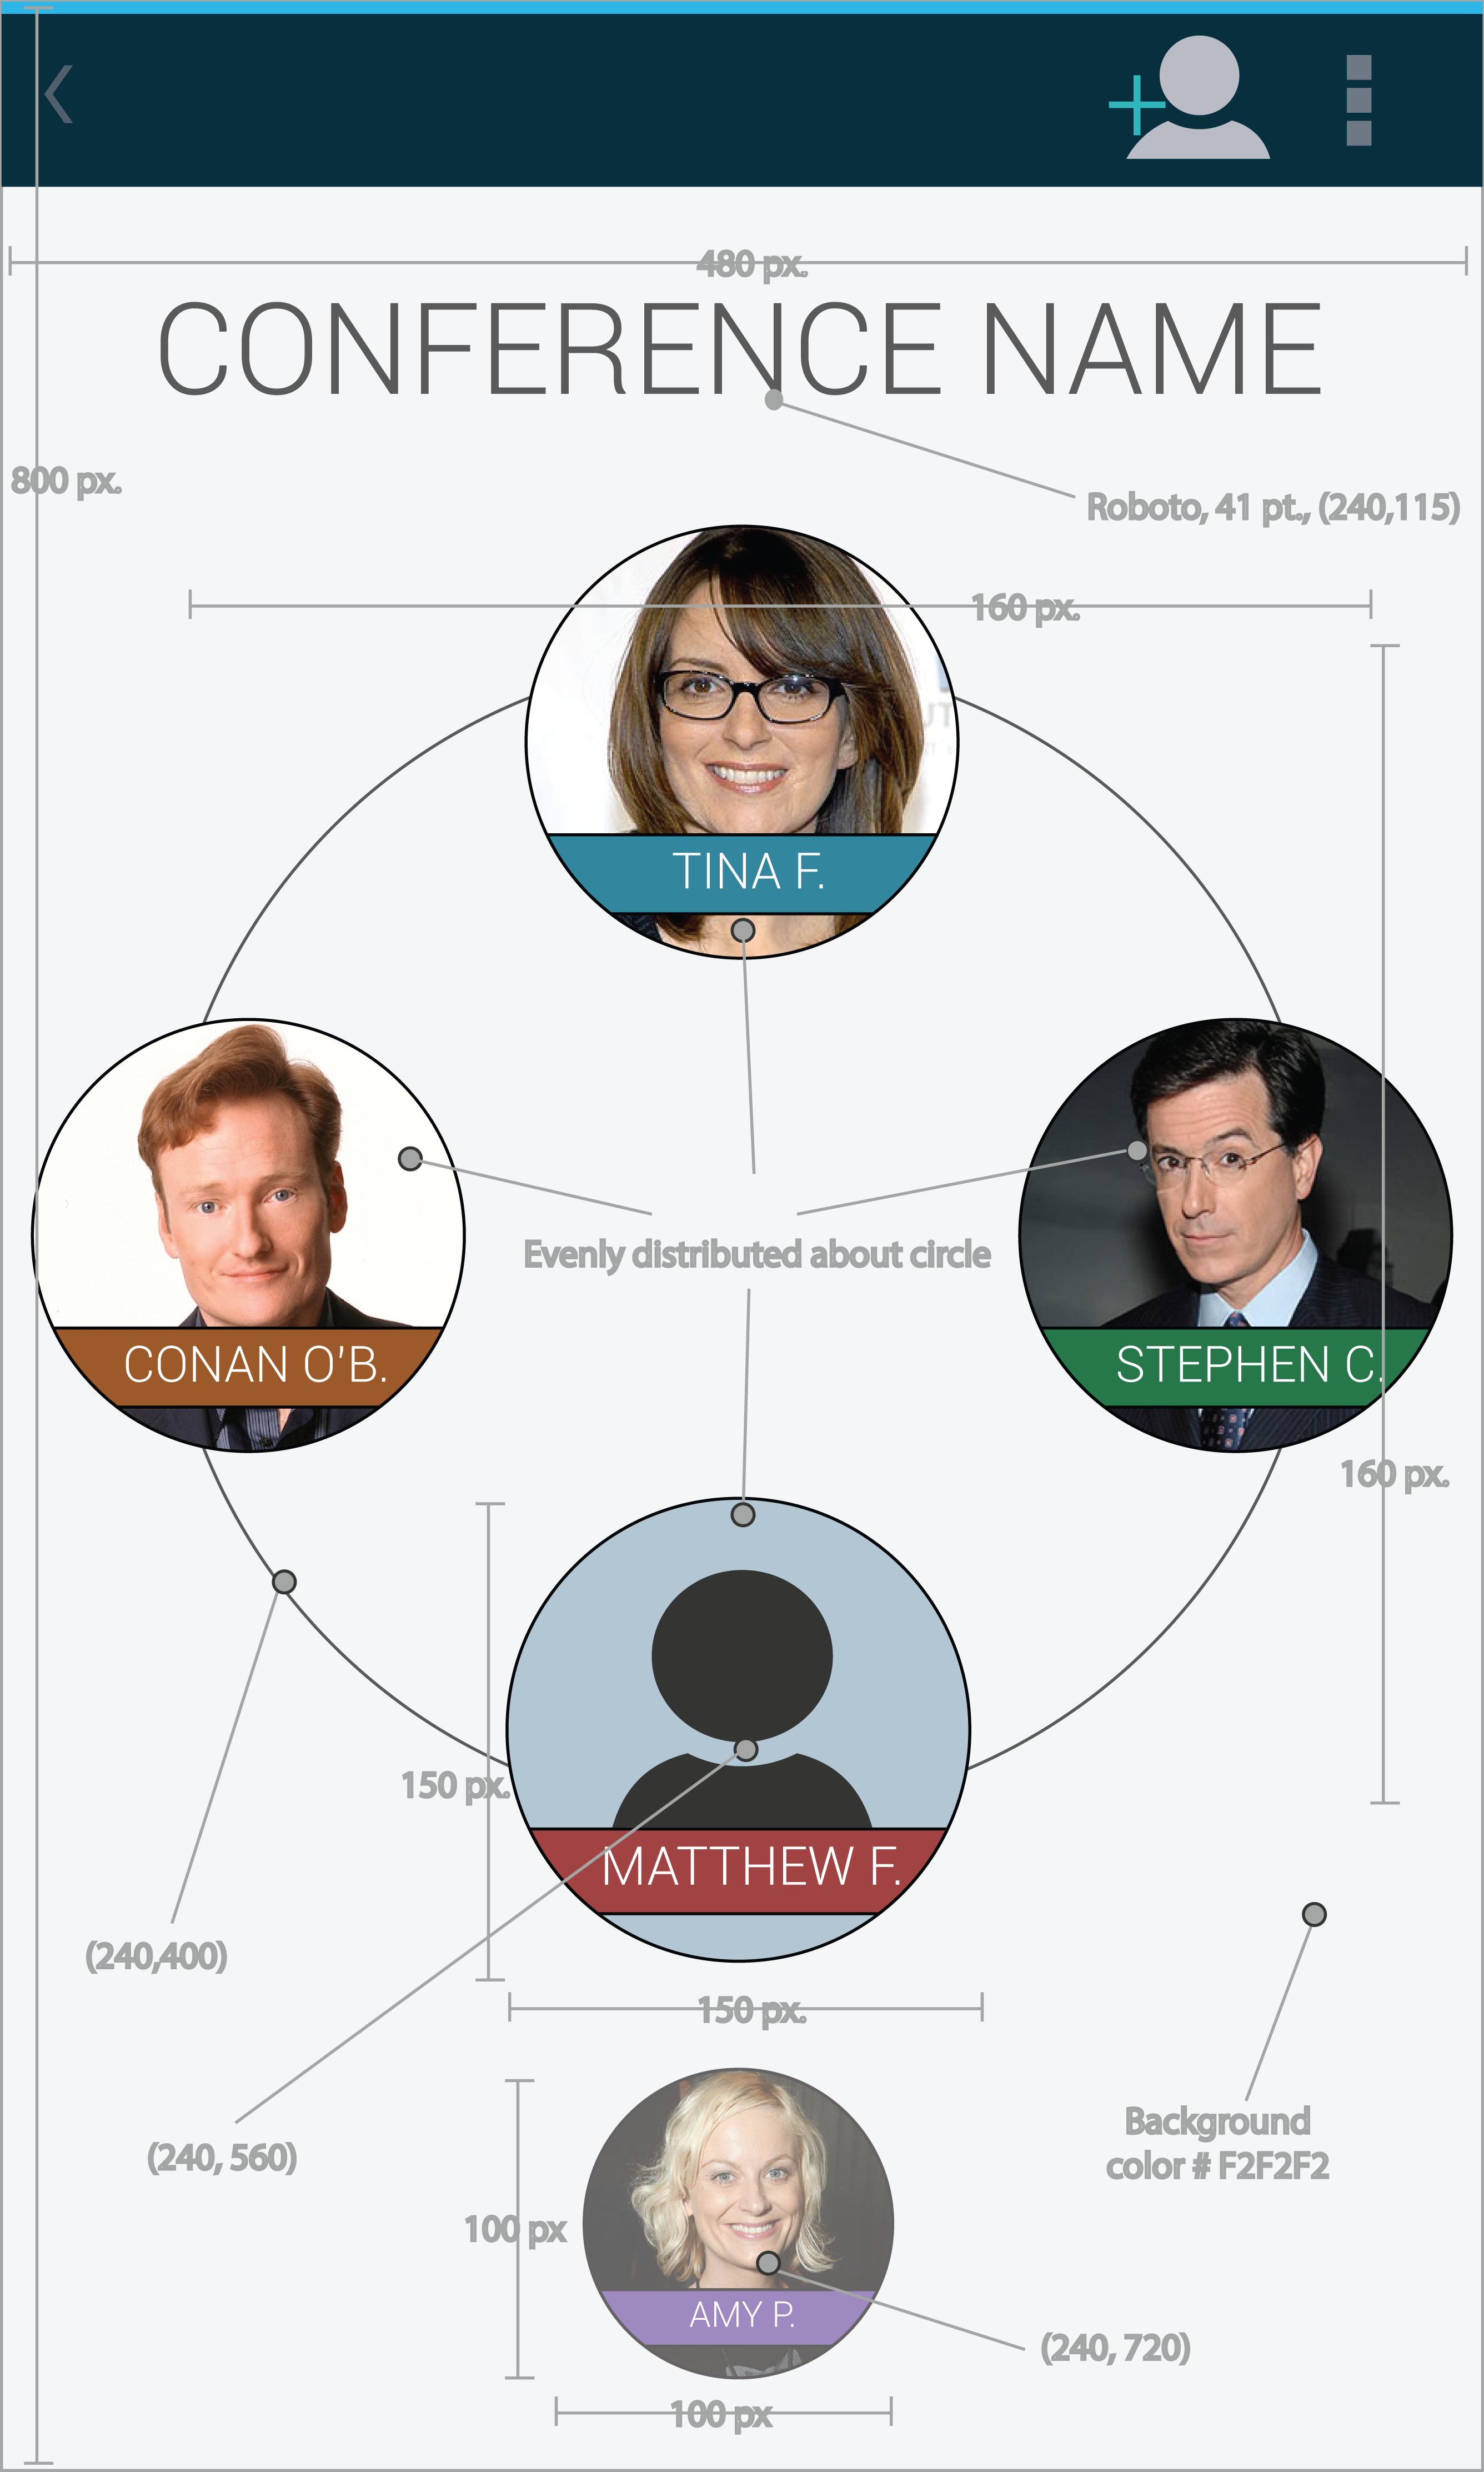 480 px.
CONFERENCE NAME
800 px.
Roboto, 41 pt., (240,115)
160 px.
TINA F.
Evenly distributed about circle
CONAN O'B.
STEPHEN C.
160 px.
150 px.
MATTHEW F.
(240,400)
150 px.
Background
color # F2F2F2
(240, 560)
100 px
AMY P.
(240, 720)
100 px